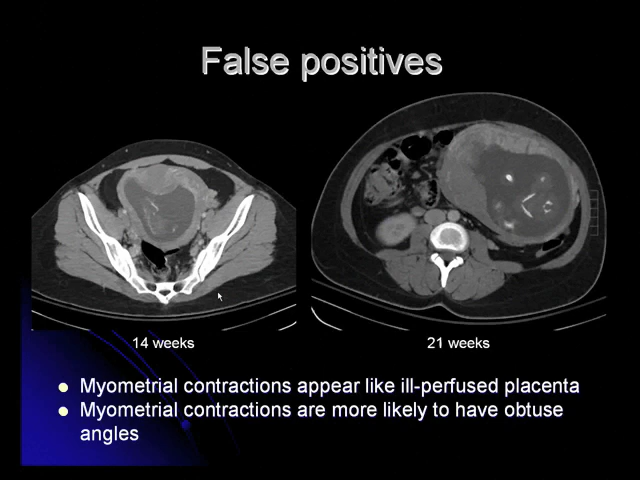 False positives
14 weeks
21 weeks
Myometrial contractions appear like ill-perfused placenta
Myometrial contractions are more likely to have obtuse
angles